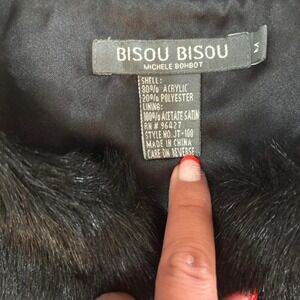 BISOU BISOU
MICHELE BOHBOT
M
SHELL:
80% ACRYLIC
20% POLYESTER
LINING:
100% ACETATE SATIN
RN # 96427
STYLE NO. JT-100
MADE IN CHINA
CARE ON REVERSE